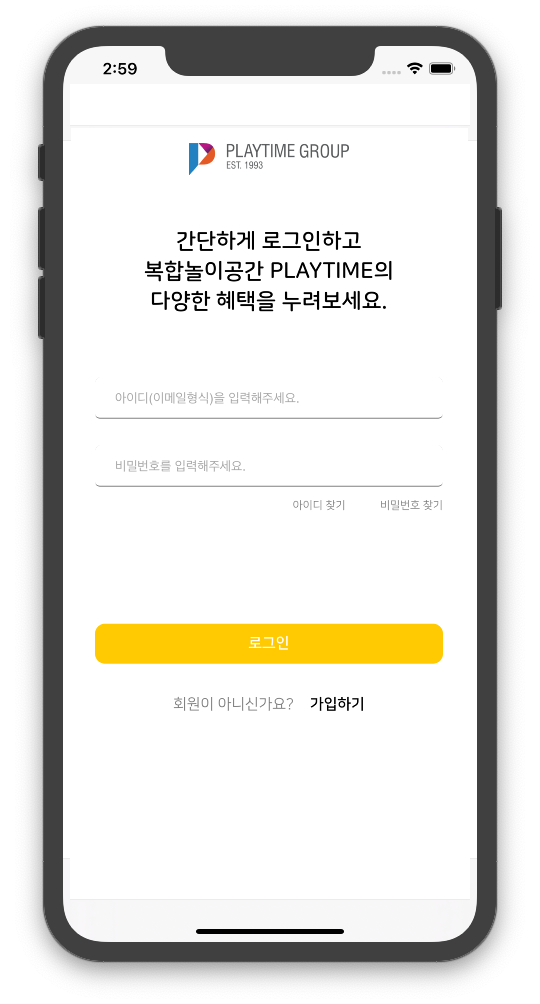 2:59
PLAYTIME GROUP
EST. 1993
간단하게 로그인하고
복합놀이공간 PLAYTIME의
다양한 혜택을 누려보세요.
아이디(이메일형식)을 입력해주세요.
비밀번호를 입력해주세요.
아이디 찾기 비밀번호 찾기
로그인
회원이 아니신가요? 가입하기